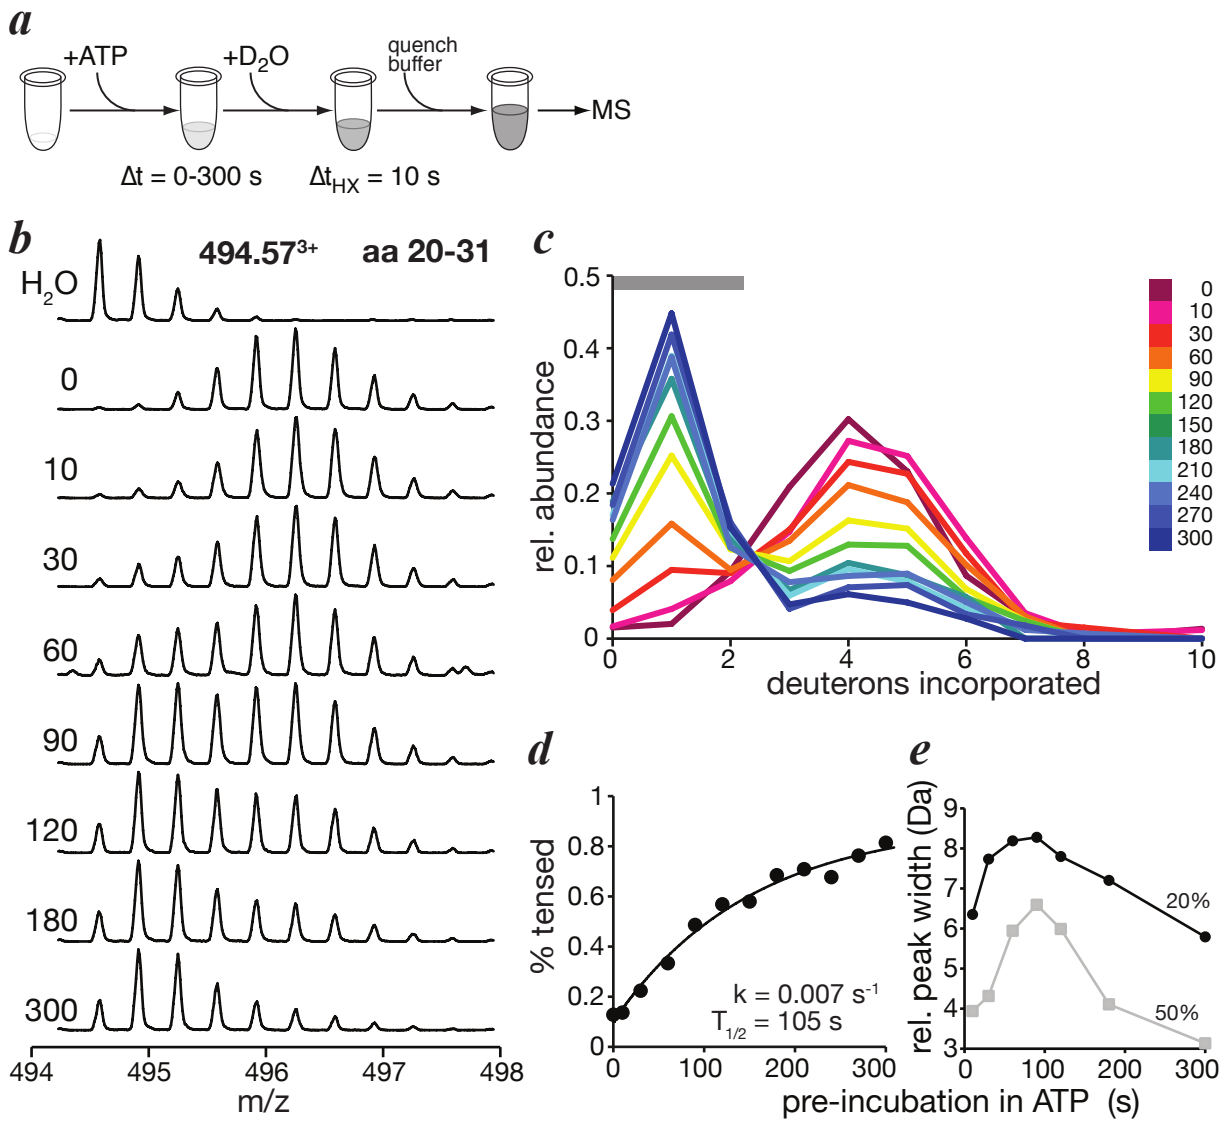 a
+ATP
+D2O
quench
buffer
MS
Δt = 0-300 s
ΔtHX = 10 s
b
494.57³⁺
aa 20-31
H2O
0
10
30
60
90
120
180
300
494
495
496
497
498
m/z
c
0.5
0.4
0.3
0.2
0.1
0
rel. abundance
0
2
4
6
8
10
deuterons incorporated
0
10
30
60
90
120
150
180
210
240
270
300
d
1
0.8
0.6
0.4
0.2
0
% tensed
k = 0.007 s⁻¹
T1/2 = 105 s
0
100
200
300
e
9
8
7
6
5
4
3
rel. peak width (Da)
20%
50%
0
100
200
300
pre-incubation in ATP (s)